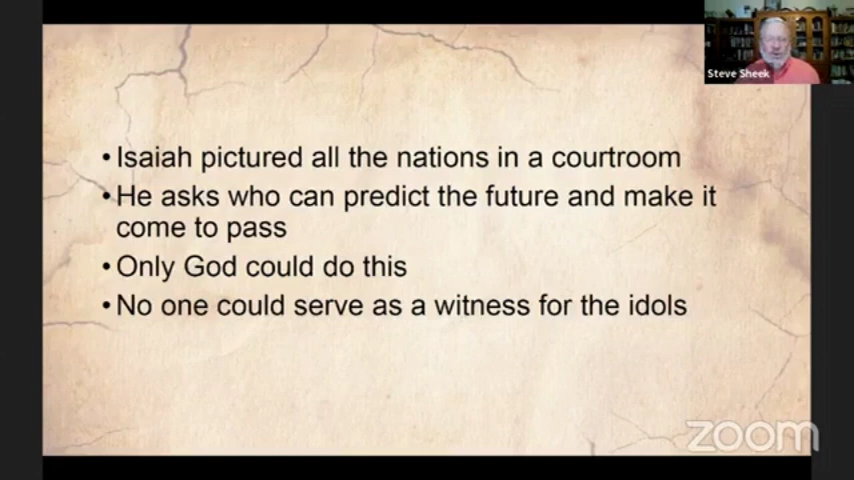 Steve Sheek
• Isaiah pictured all the nations in a courtroom
• He asks who can predict the future and make it
come to pass
• Only God could do this
• No one could serve as a witness for the idols
zoom